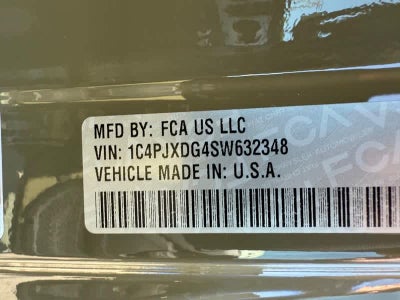 MFD BY: FCA US LLC
VIN: 1C4PJXDG4SW632348
VEHICLE MADE IN: U.S.A.